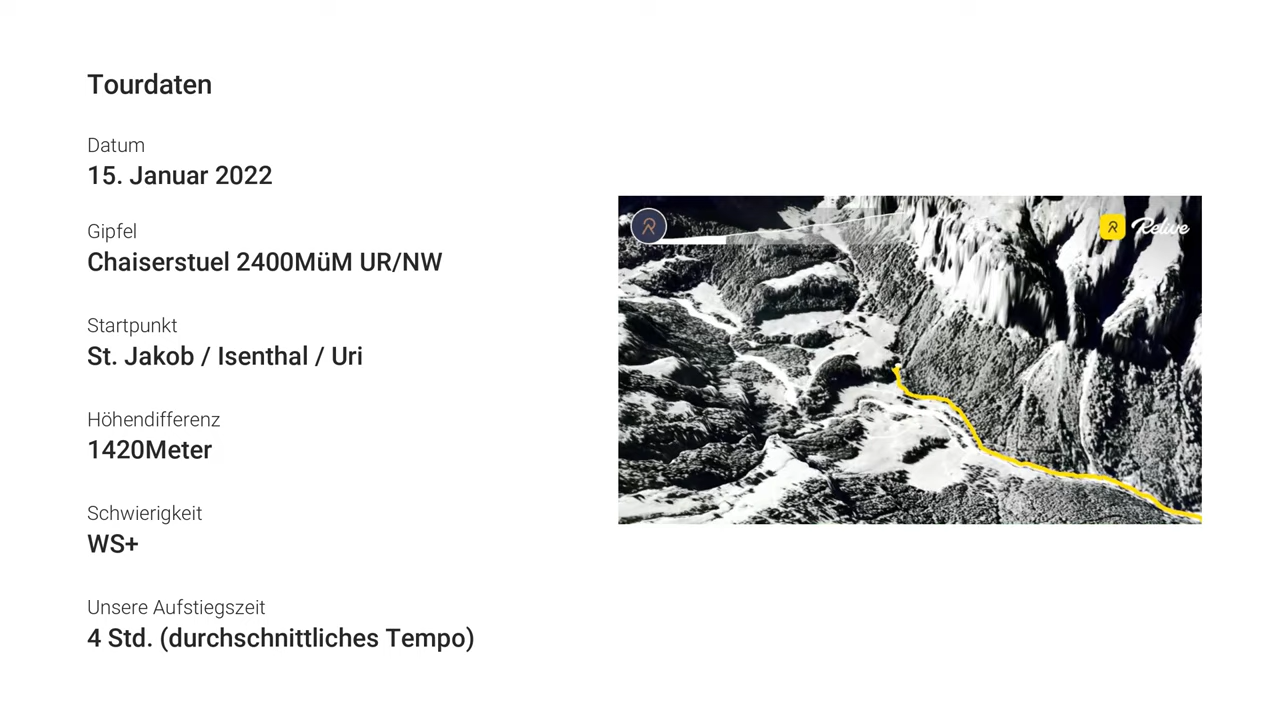 Tourdaten
Datum
15. Januar 2022
Gipfel
Chaiserstuel 2400MüM UR/NW
Startpunkt
St. Jakob / Isenthal / Uri
Höhendifferenz
1420Meter
Schwierigkeit
WS+
Unsere Aufstiegszeit
4 Std. (durchschnittliches Tempo)
Relive